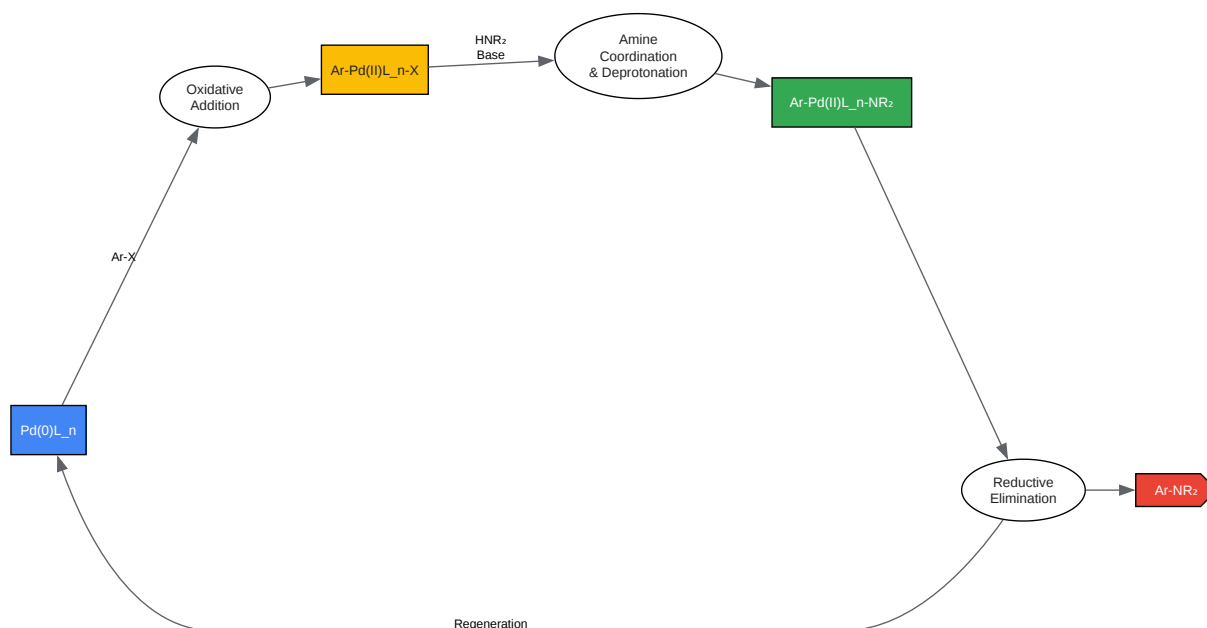 Oxidative
Addition
Ar-Pd(II)L_n-X
HNR₂
Base
Amine
Coordination
& Deprotonation
Ar-Pd(II)L_n-NR₂
Ar-X
Pd(0)L_n
Reductive
Elimination
Ar-NR₂
Regeneration